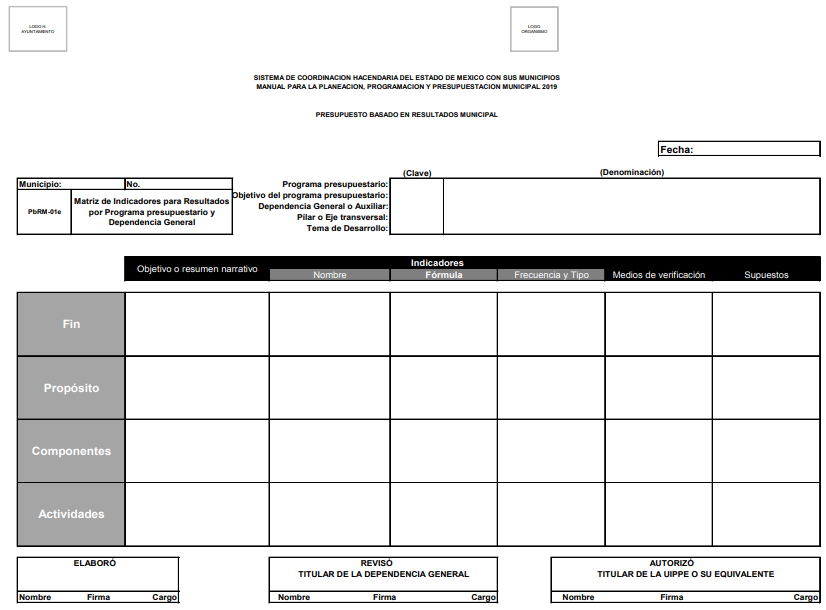 LOGO H.
AYUNTAMIENTO
LOGO
ORGANISMO
SISTEMA DE COORDINACION HACENDARIA DEL ESTADO DE MEXICO CON SUS MUNICIPIOS
MANUAL PARA LA PLANEACION, PROGRAMACION Y PRESUPUESTACION MUNICIPAL 2019
PRESUPUESTO BASADO EN RESULTADOS MUNICIPAL
Fecha:
(Clave) (Denominación)
Municipio: No.
PbRM-01e
Matriz de Indicadores para Resultados
por Programa presupuestario y
Dependencia General
Programa presupuestario:
Objetivo del programa presupuestario:
Dependencia General o Auxiliar:
Pilar o Eje transversal:
Tema de Desarrollo:
Objetivo o resumen narrativo
Indicadores
Nombre Fórmula Frecuencia y Tipo Medios de verificación Supuestos
Fin
Propósito
Componentes
Actividades
ELABORÓ
Nombre Firma Cargo
REVISÓ
TITULAR DE LA DEPENDENCIA GENERAL
Nombre Firma Cargo
AUTORIZÓ
TITULAR DE LA UIPPE O SU EQUIVALENTE
Nombre Firma Cargo